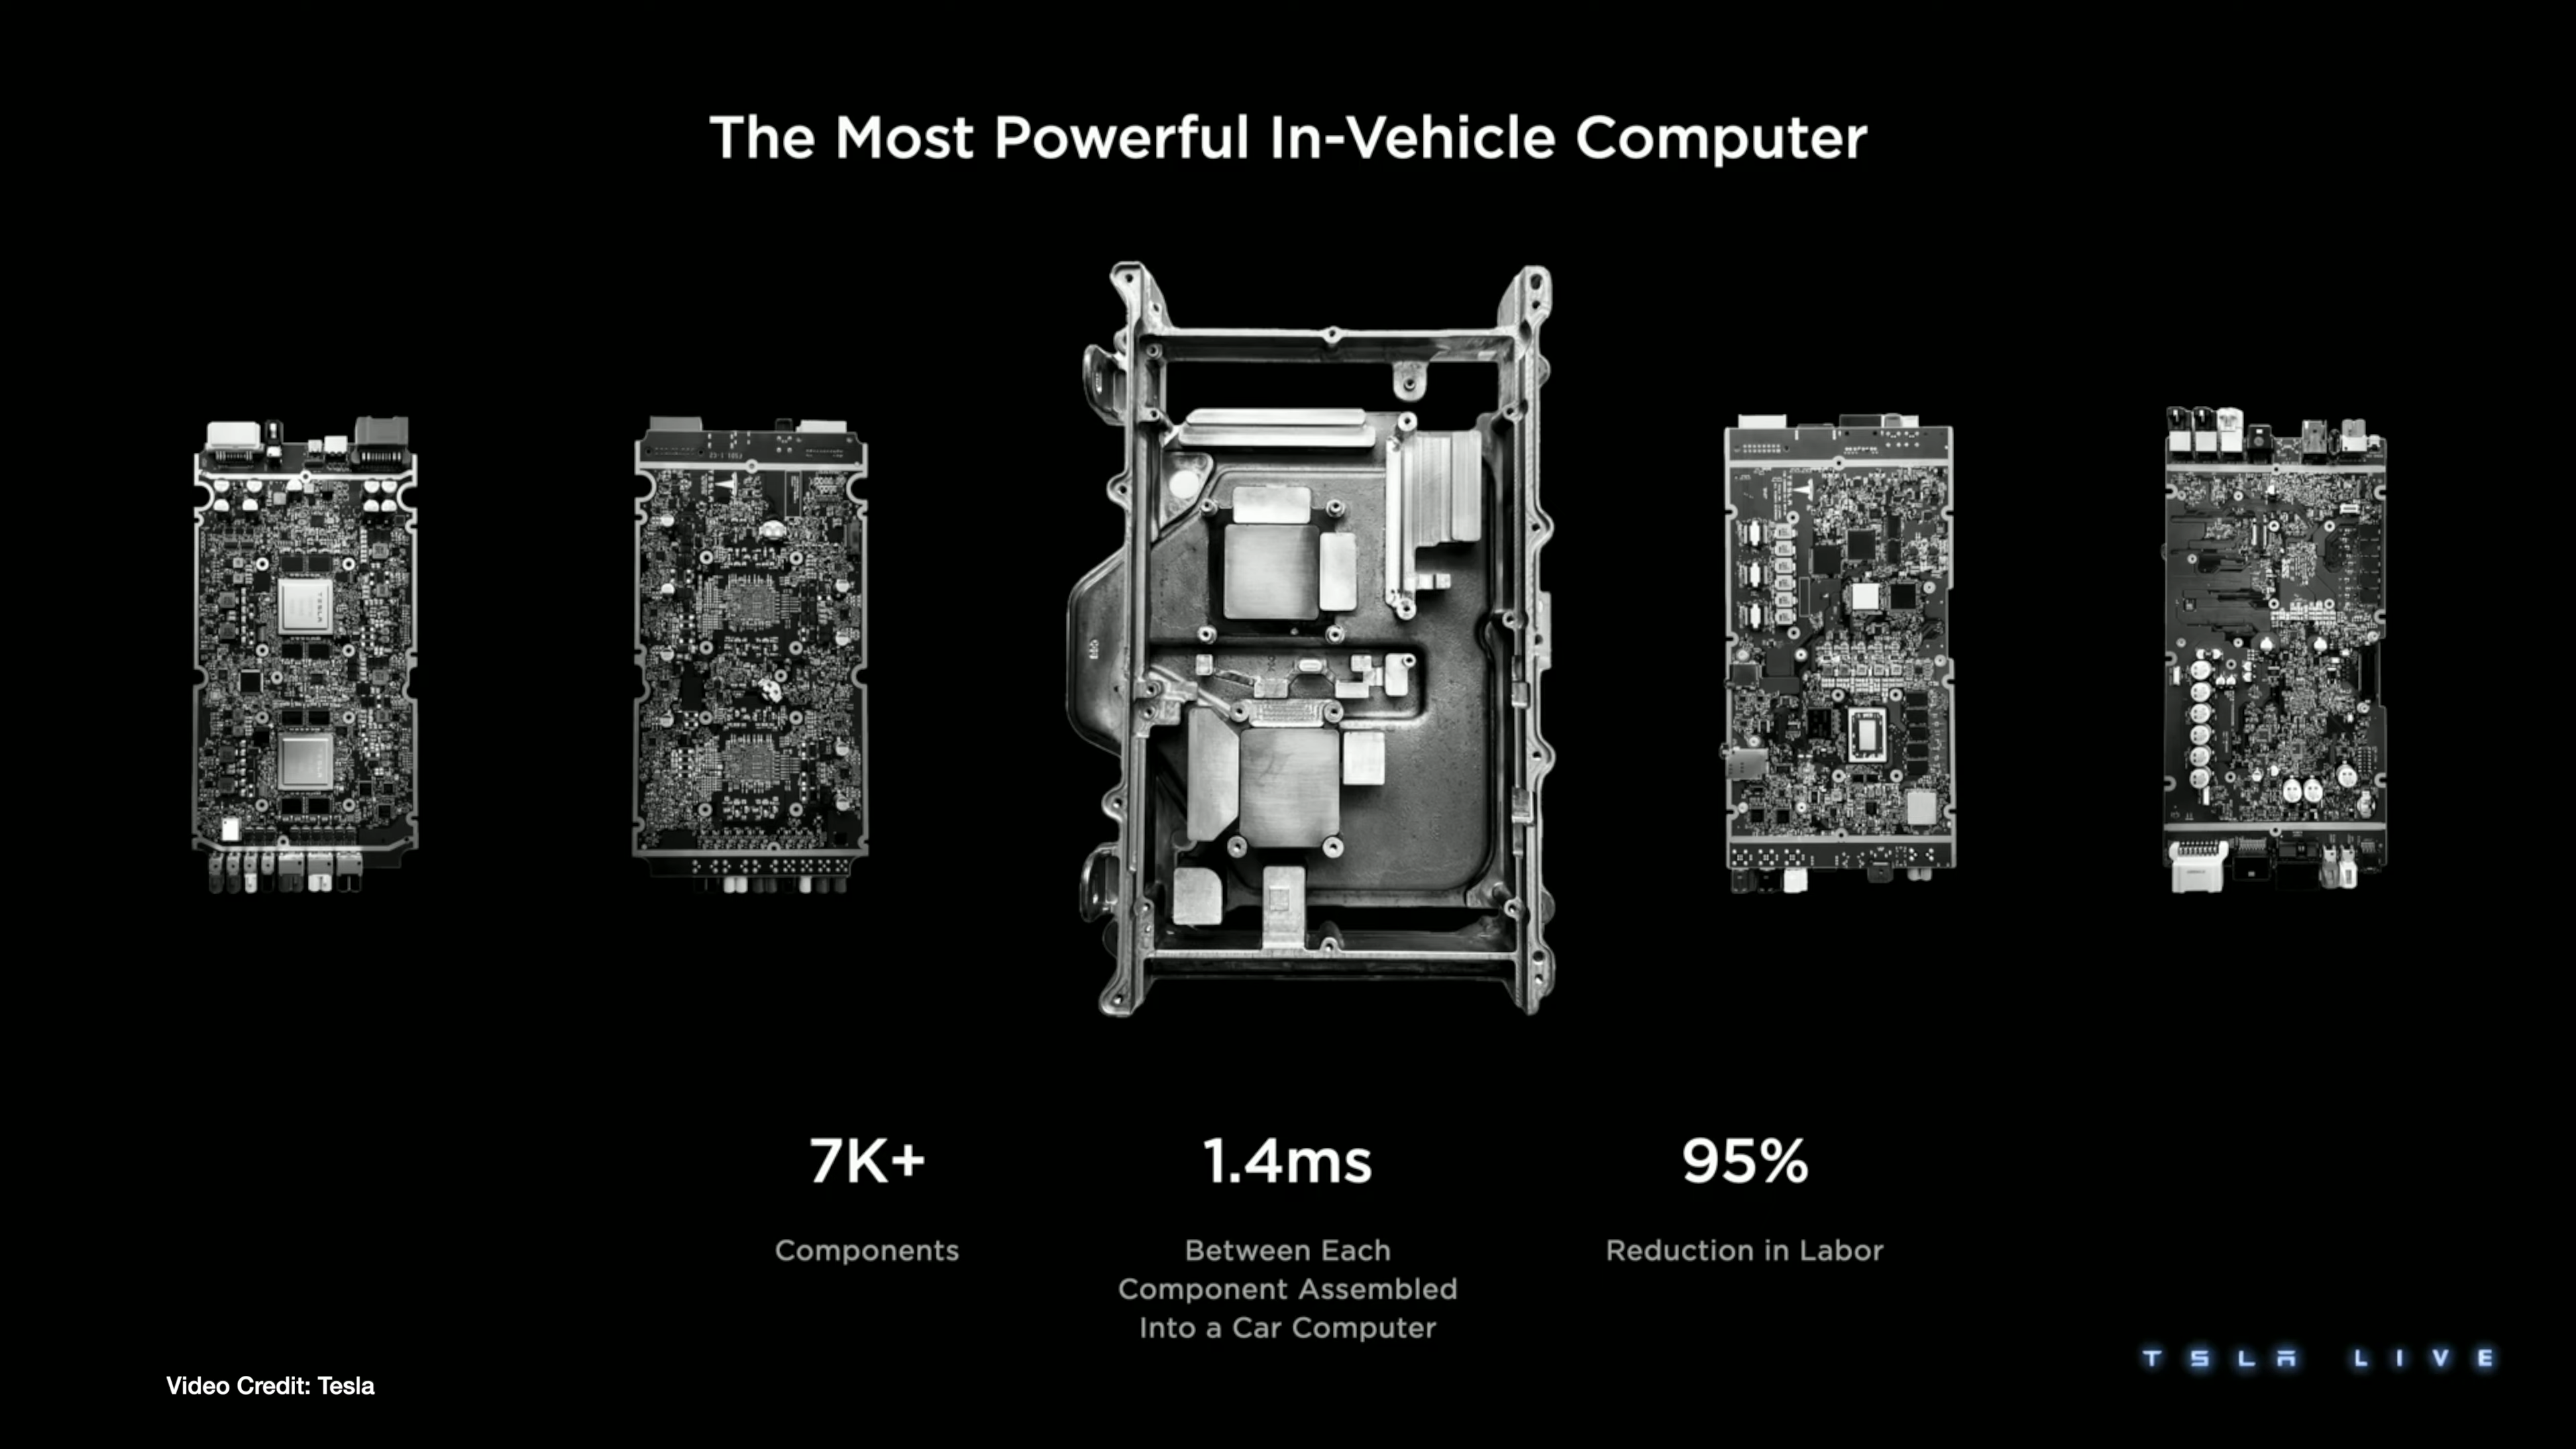 The Most Powerful In-Vehicle Computer
7K+
Components
1.4ms
Between Each
Component Assembled
Into a Car Computer
95%
Reduction in Labor
Video Credit: Tesla
TSLA LIVE